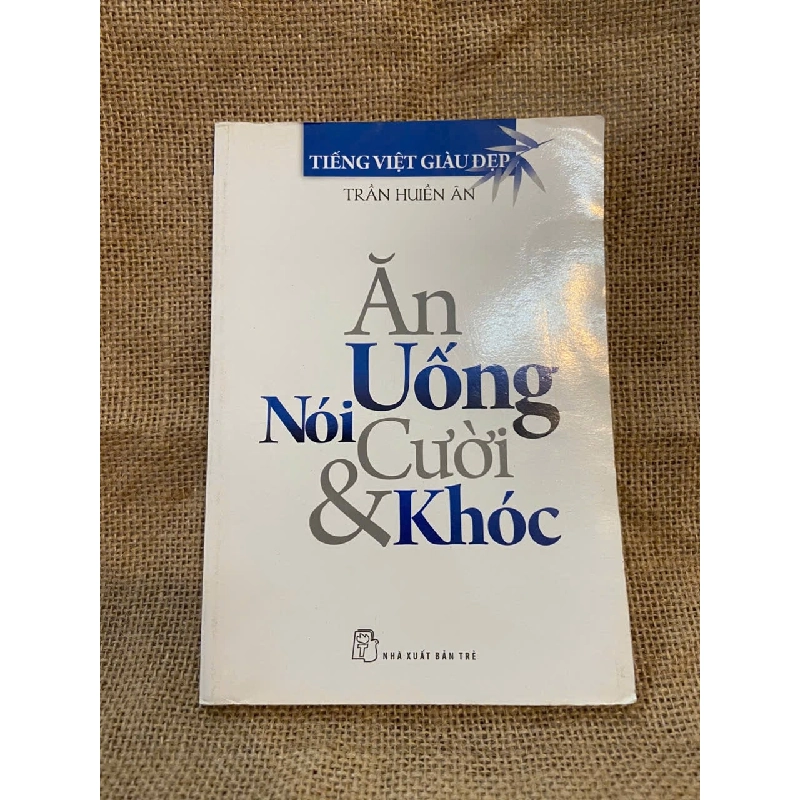 TIẾNG VIỆT GIÀU ĐẸP
TRẦN HUIỀN ÂN
Ăn
Uống
Nói
Cười
& Khóc
NHÀ XUẤT BẢN TRẺ